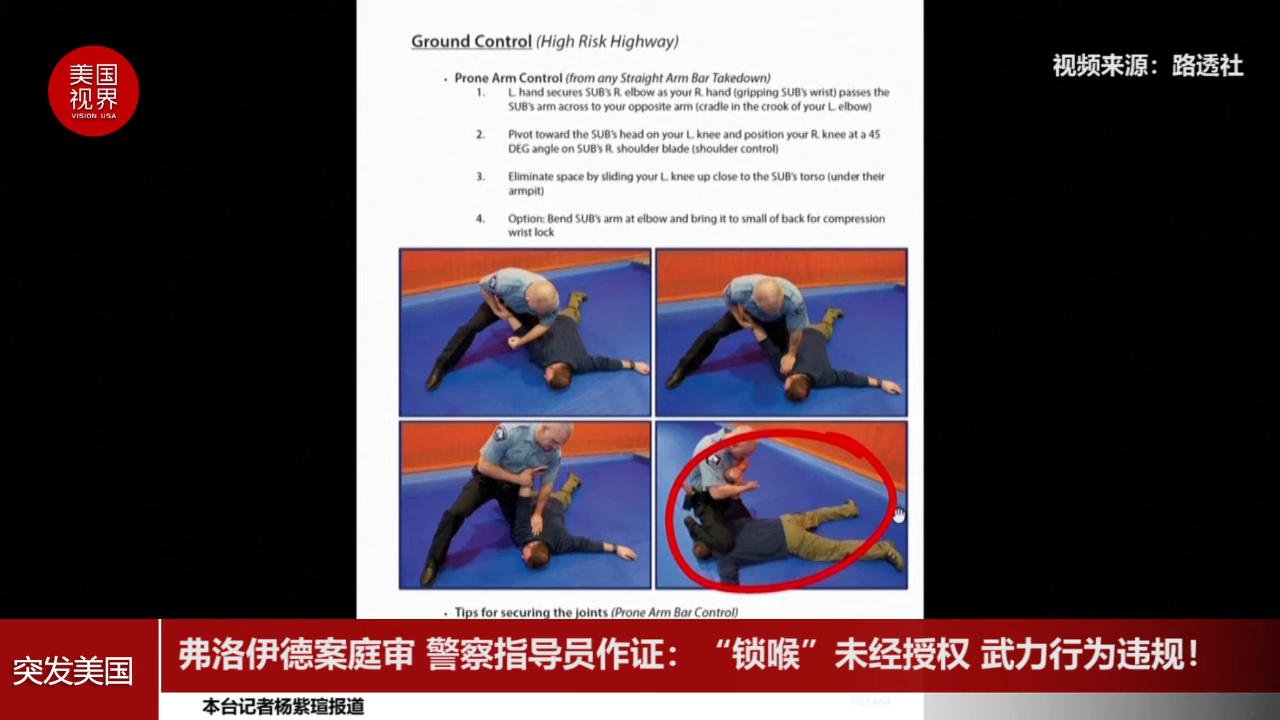 美国
视界
VISION USA
视频来源：路透社
Ground Control (High Risk Highway)
· Prone Arm Control (from any Straight Arm Bar Takedown)
1. L. hand secures SUB's R. elbow as your R. hand (gripping SUB's wrist) passes the
SUB's arm across to your opposite arm (cradle in the crook of your L. elbow)
2. Pivot toward the SUB's head on your L. knee and position your R. knee at a 45
DEG angle on SUB's R. shoulder blade (shoulder control)
3. Eliminate space by sliding your L. knee up close to the SUB's torso (under their
armpit)
4. Option: Bend SUB's arm at elbow and bring it to small of back for compression
wrist lock
· Tips for securing the joints (Prone Arm Bar Control)
突发美国
弗洛伊德案庭审 警察指导员作证：“锁喉”未经授权 武力行为违规！
本台记者杨紫瑄报道